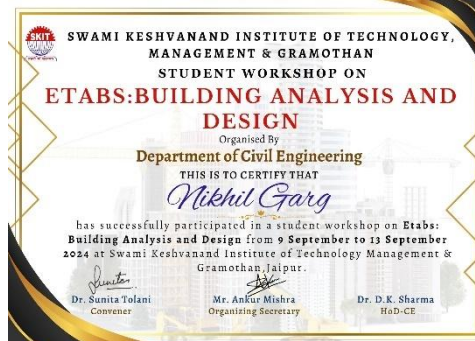 SKIT
SWAMI KESHVANAND INSTITUTE OF TECHNOLOGY,
MANAGEMENT & GRAMOTHAN
STUDENT WORKSHOP ON
ETABS:BUILDING ANALYSIS AND
DESIGN
Organised By
Department of Civil Engineering
THIS IS TO CERTIFY THAT
Nikhil Garg
has successfully participated in a student workshop on Etabs:
Building Analysis and Design from 9 September to 13 September
2024 at Swami Keshvanand Institute of Technology Management &
Gramothan,Jaipur.
Dr. Sunita Tolani Mr. Ankur Mishra Dr. D.K. Sharma
Convener Organizing Secretary HoD-CE